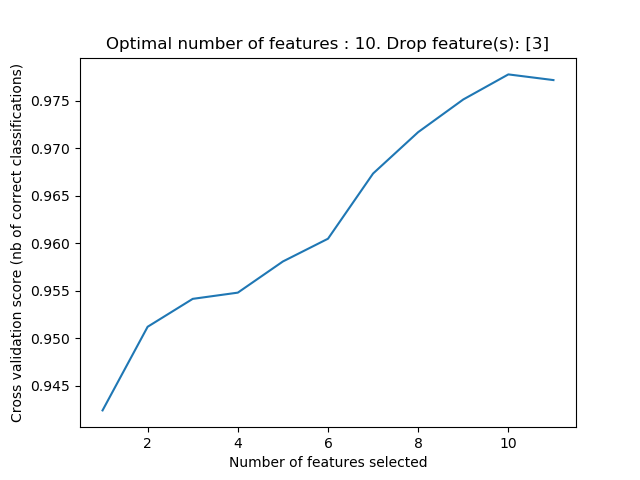 Optimal number of features : 10. Drop feature(s): [3]
Cross validation score (nb of correct classifications)
0.975
0.970
0.965
0.960
0.955
0.950
0.945
2 4 6 8 10
Number of features selected